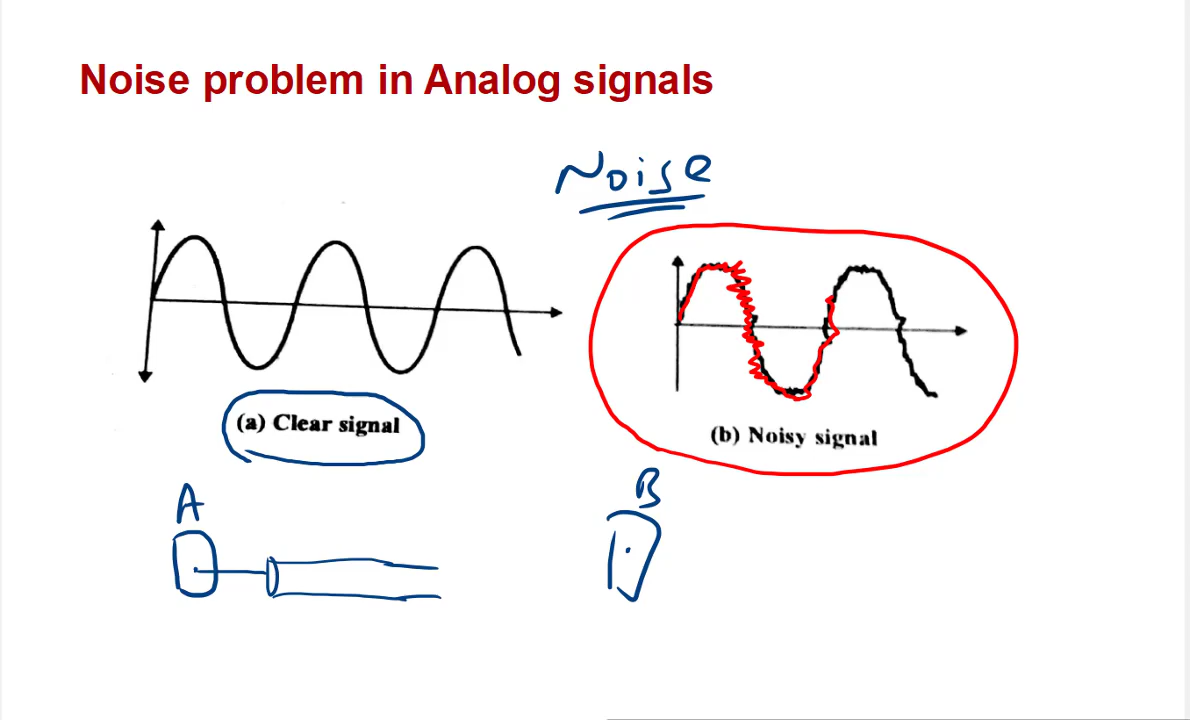 Noise problem in Analog signals
Noise
(a) Clear signal
(b) Noisy signal
A
B